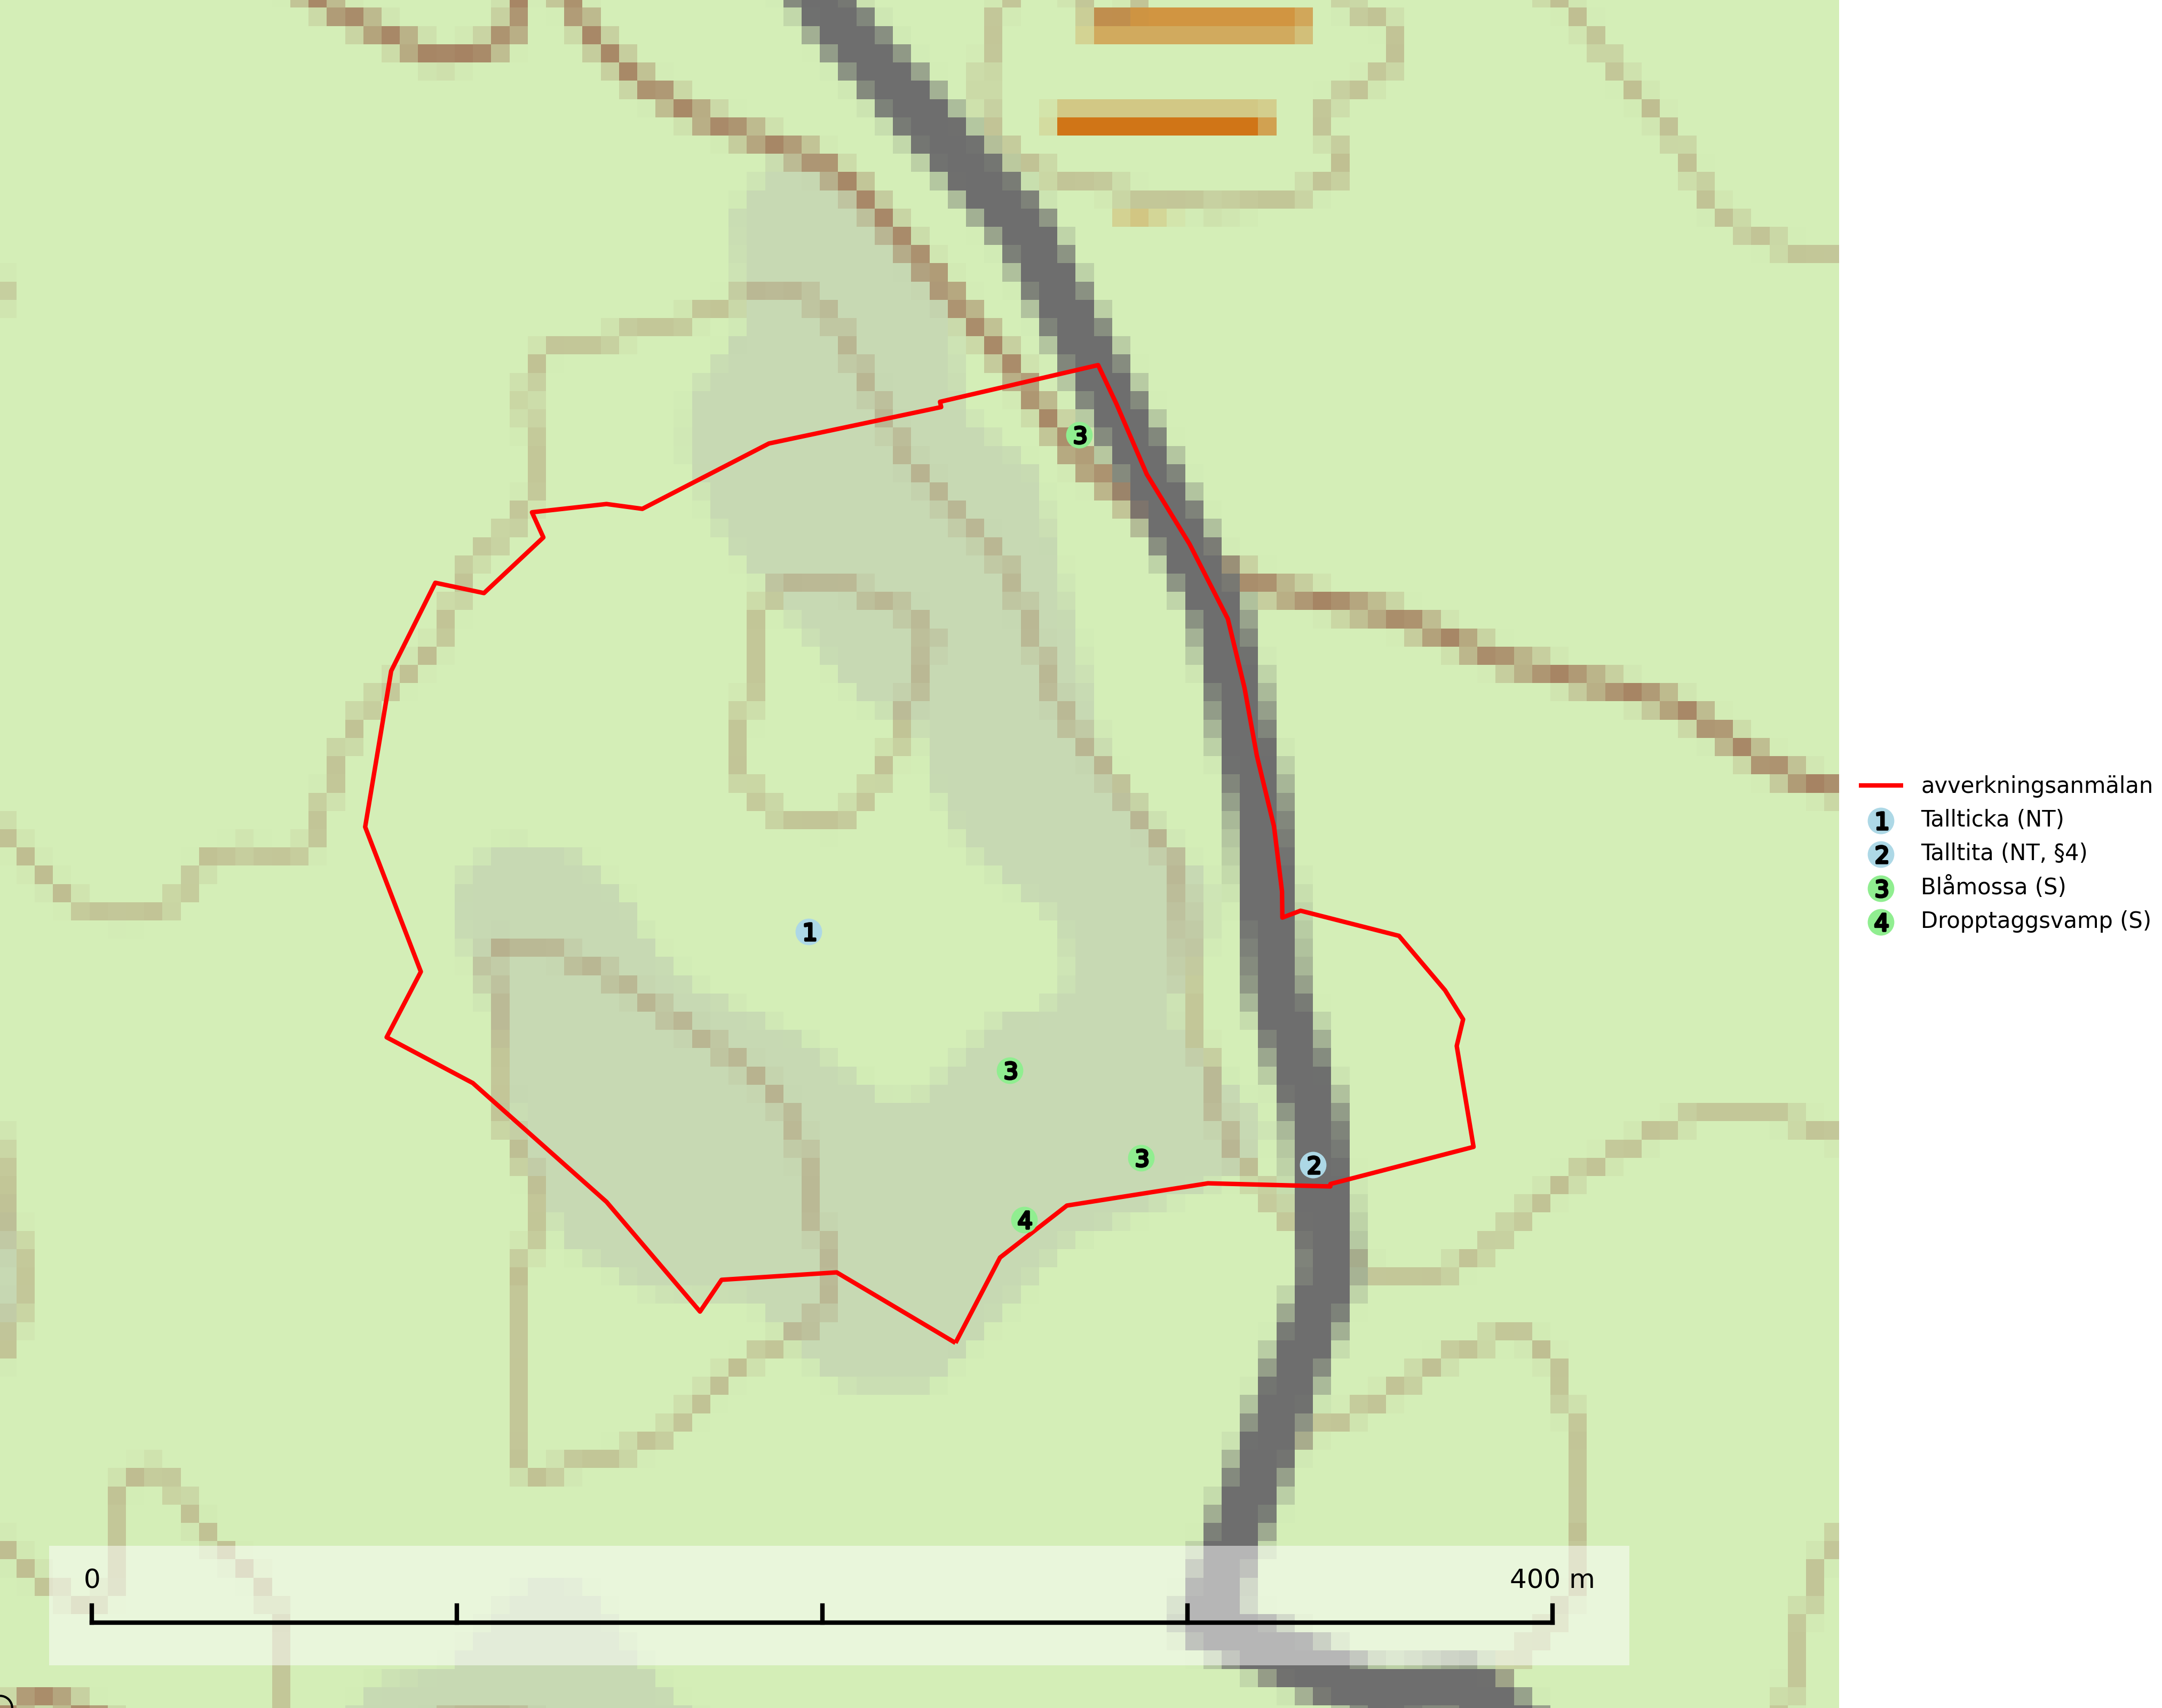 3
1
3
3
2
4
0
400 m
avverkningsanmälan
1 Tallticka (NT)
2 Talltita (NT, §4)
3 Blåmossa (S)
4 Dropptaggsvamp (S)